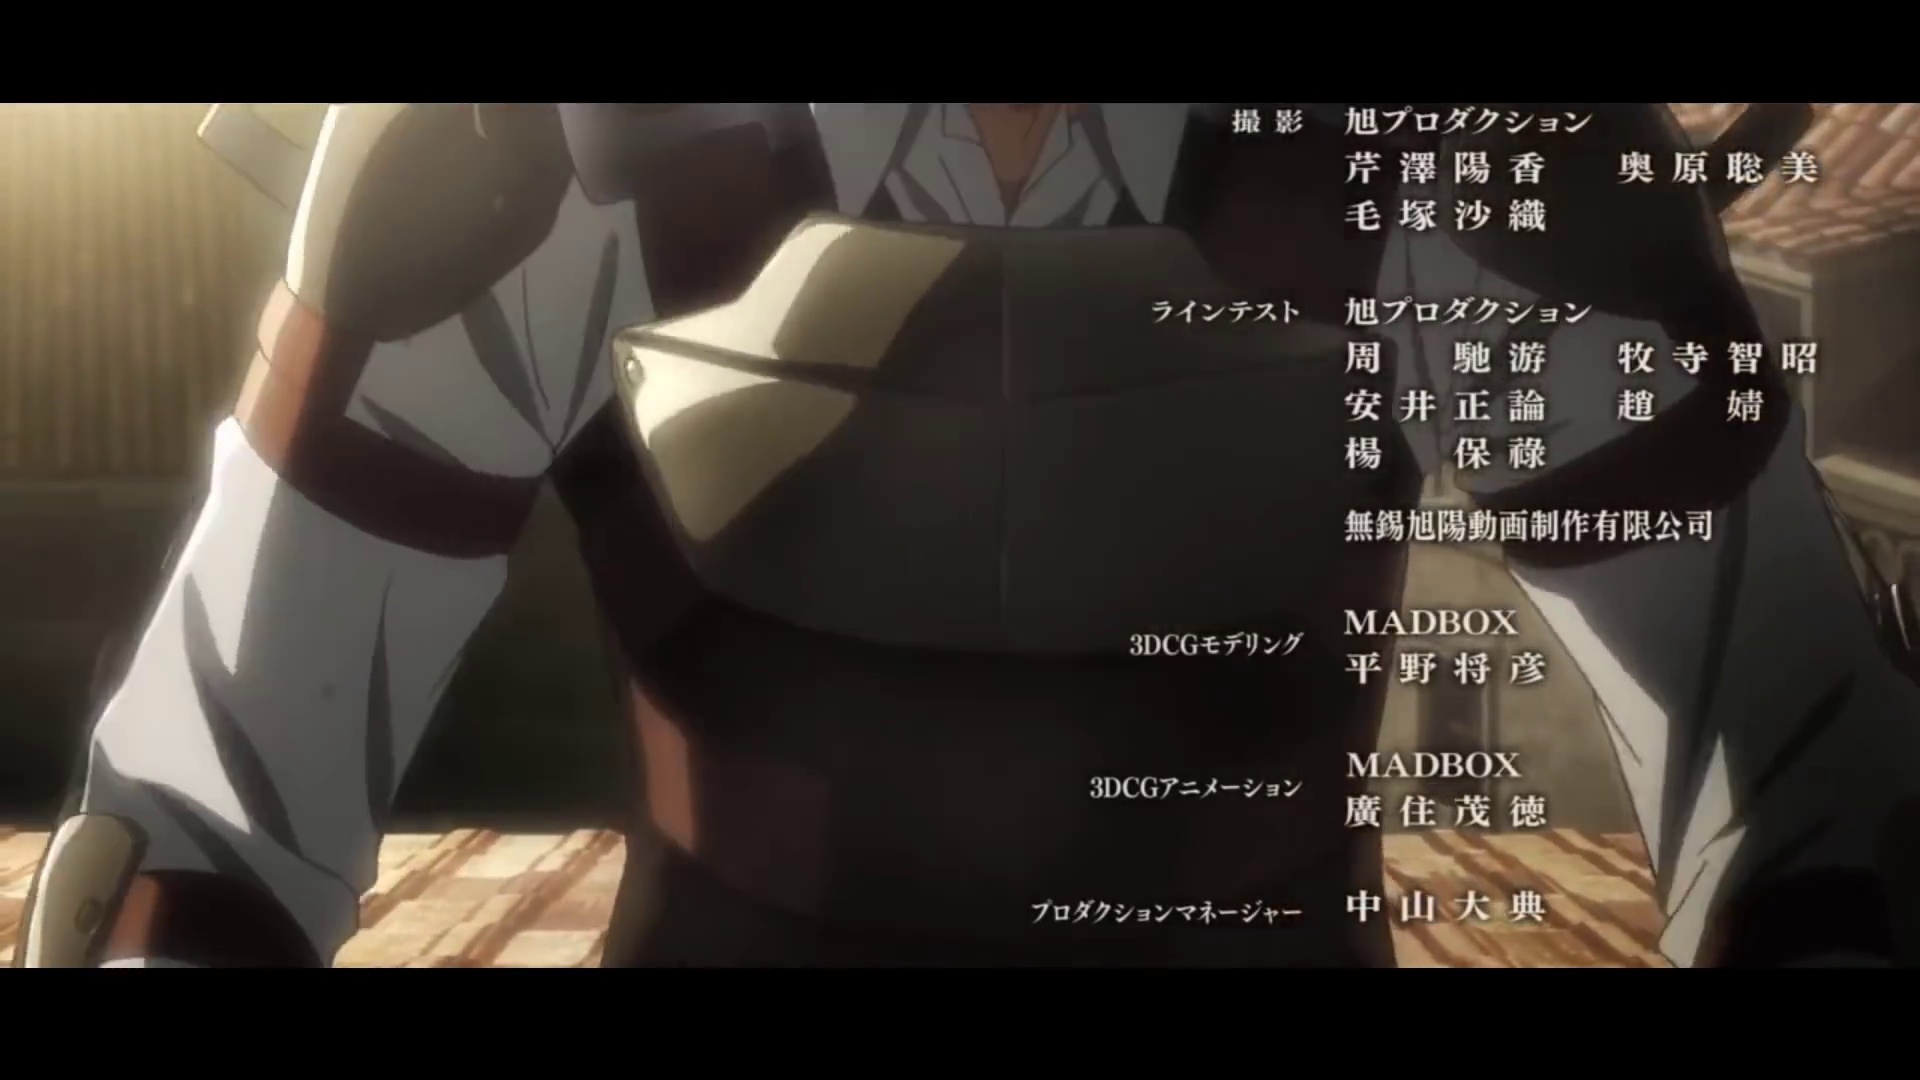 撮影 旭プロダクション
芹澤陽香 奥原聡美
毛塚沙織
ラインテスト 旭プロダクション
周 馳游 牧寺智昭
安井正論 趙 婧
楊 保祿
無錫旭陽動画制作有限公司
3DCGモデリング MADBOX
平野将彦
3DCGアニメーション MADBOX
廣住茂徳
プロダクションマネージャー 中山大典